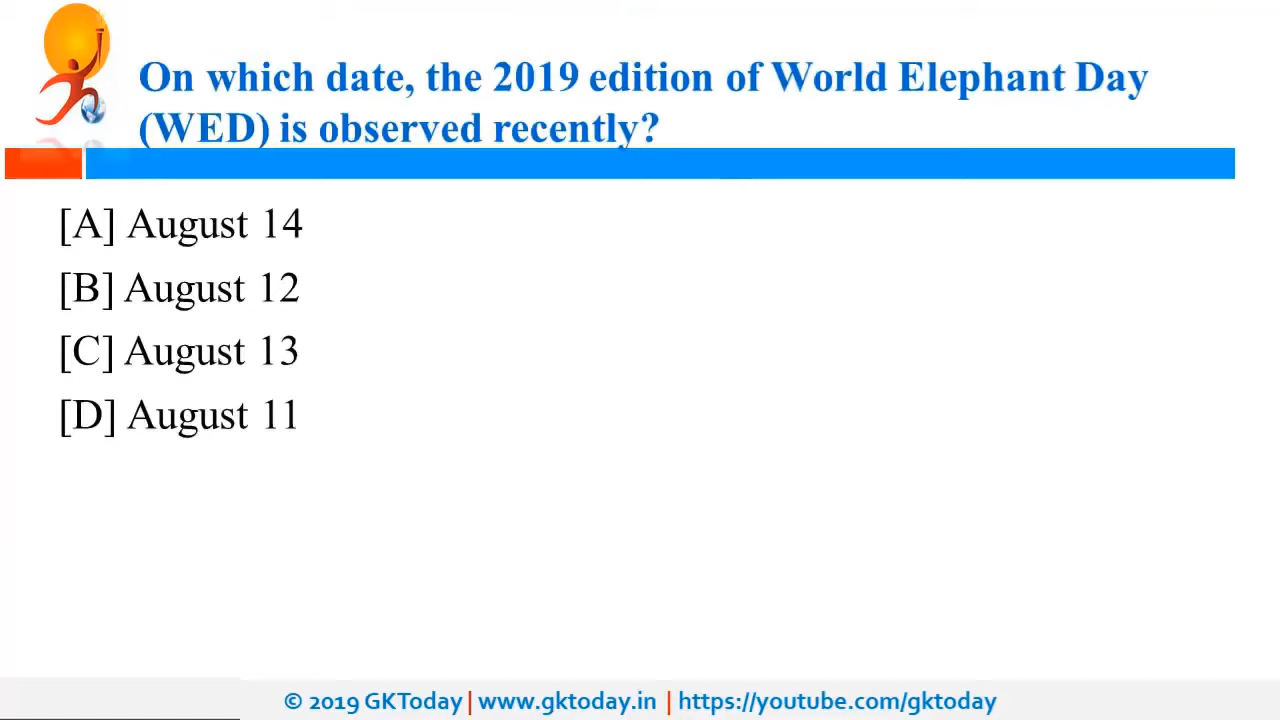 On which date, the 2019 edition of World Elephant Day
(WED) is observed recently?
[A] August 14
[B] August 12
[C] August 13
[D] August 11
© 2019 GKToday | www.gktoday.in | https://youtube.com/gktoday